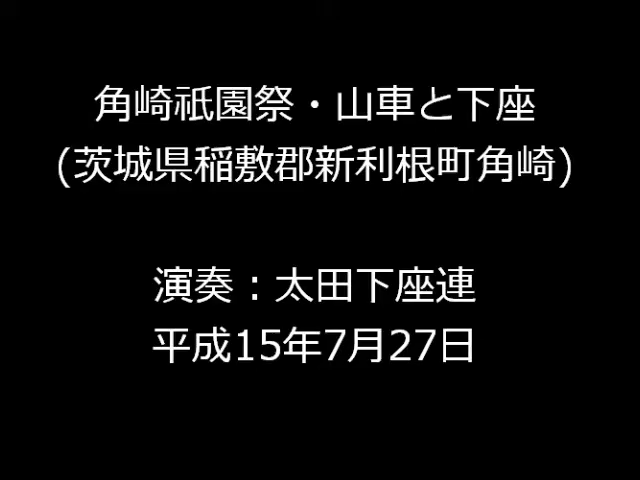 角崎祇園祭・山車と下座
(茨城県稲敷郡新利根町角崎)
演奏：太田下座連
平成15年7月27日